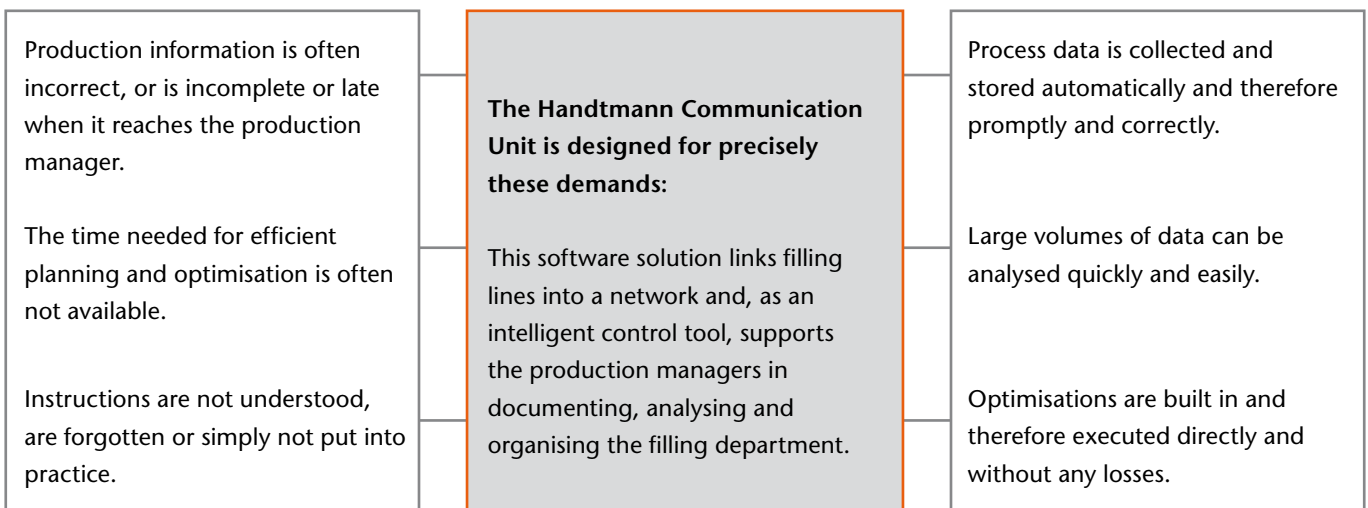 Production information is often
incorrect, or is incomplete or late
when it reaches the production
manager.
The time needed for efficient
planning and optimisation is often
not available.
Instructions are not understood,
are forgotten or simply not put into
practice.
The Handtmann Communication
Unit is designed for precisely
these demands:
This software solution links filling
lines into a network and, as an
intelligent control tool, supports
the production managers in
documenting, analysing and
organising the filling department.
Process data is collected and
stored automatically and therefore
promptly and correctly.
Large volumes of data can be
analysed quickly and easily.
Optimisations are built in and
therefore executed directly and
without any losses.